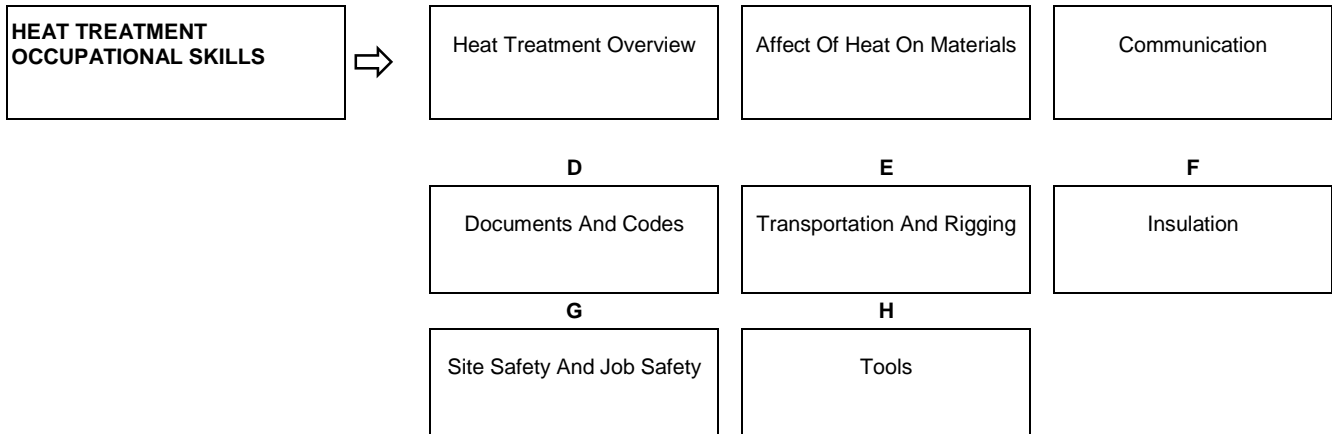 HEAT TREATMENT
OCCUPATIONAL SKILLS
Heat Treatment Overview
Affect Of Heat On Materials
Communication
D
E
F
Documents And Codes
Transportation And Rigging
Insulation
G
H
Site Safety And Job Safety
Tools